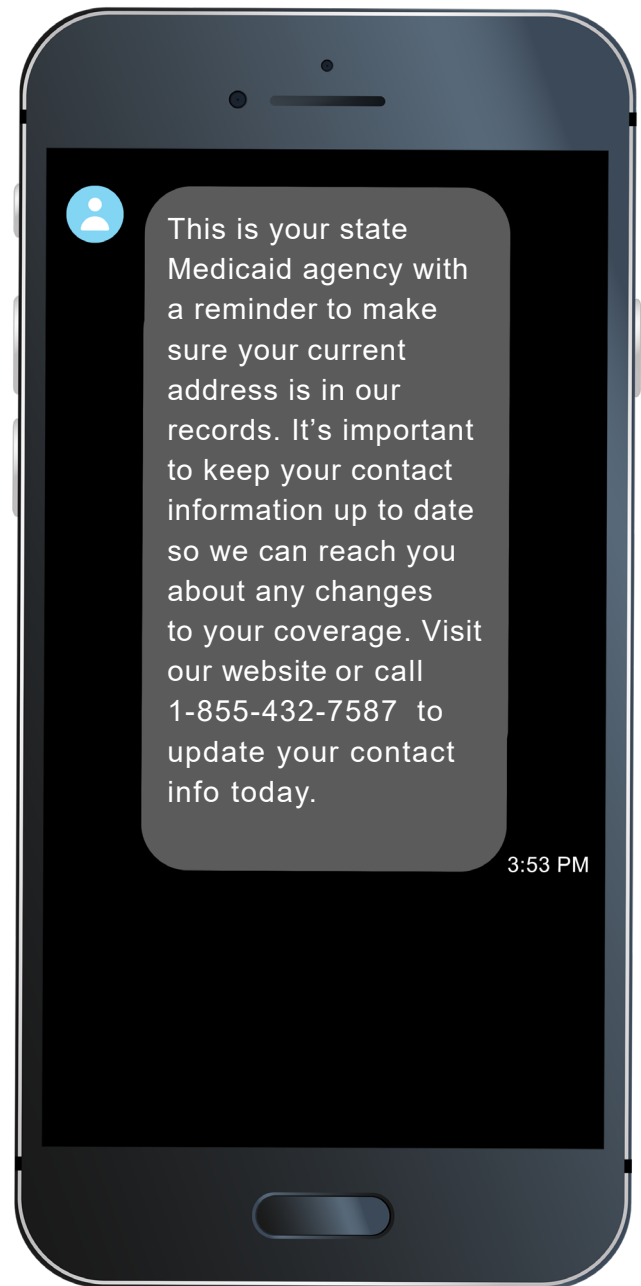 This is your state
Medicaid agency with
a reminder to make
sure your current
address is in our
records. It’s important
to keep your contact
information up to date
so we can reach you
about any changes
to your coverage. Visit
our website or call
1-855-432-7587 to
update your contact
info today.
3:53 PM